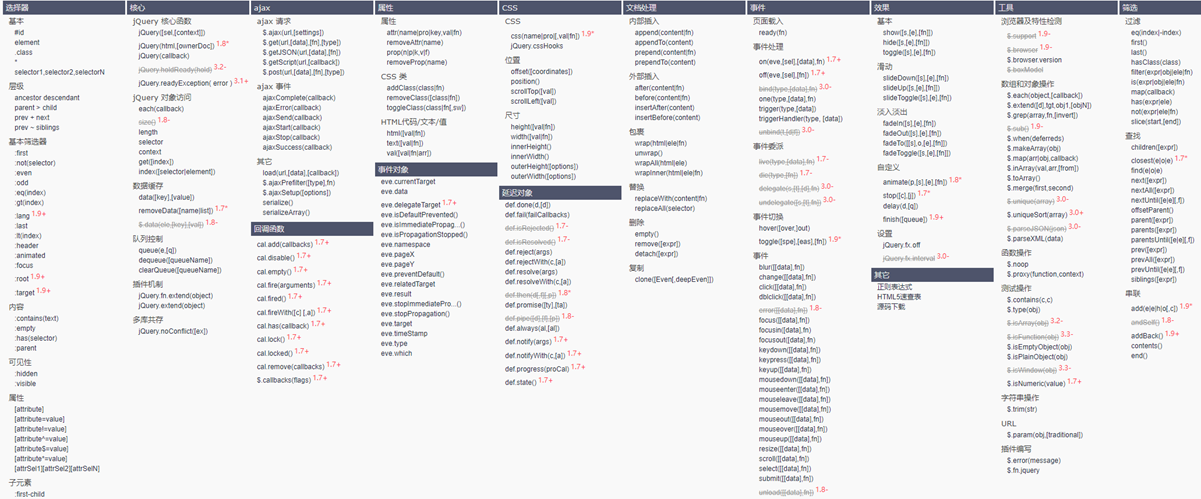 选择器
基本
#id
element
.class
*
selector1,selector2,selectorN
层级
ancestor descendant
parent > child
prev + next
prev ~ siblings
基本筛选器
:first
:not(selector)
:even
:odd
:eq(index)
:gt(index)
:lang 1.9+
:last
:lt(index)
:header
:animated
:focus
:root 1.9+
:target 1.9+
内容
:contains(text)
:empty
:has(selector)
:parent
可见性
:hidden
:visible
属性
[attribute]
[attribute=value]
[attribute!=value]
[attribute^=value]
[attribute$=value]
[attribute*=value]
[attrSel1][attrSel2][attrSelN]
子元素
:first-child
核心
jQuery 核心函数
jQuery([sel,[context]])
jQuery(html,[ownerDoc]) 1.8*
jQuery(callback)
jQuery.holdReady(hold) 3.2-
jQuery.readyException( error ) 3.1+
jQuery 对象访问
each(callback)
size() 1.8-
length
selector
context
get([index])
index([selector|element])
数据缓存
data([key],[value])
removeData([name|list]) 1.7*
$.data(ele,[key],[val]) 1.8-
队列控制
queue(e,[q])
dequeue([queueName])
clearQueue([queueName])
插件机制
jQuery.fn.extend(object)
jQuery.extend(object)
多库共存
jQuery.noConflict([ex])
ajax
ajax 请求
$.ajax(url,[settings])
$.get(url,[data],[fn],[type])
$.getJSON(url,[data],[fn])
$.getScript(url,[callback])
$.post(url,[data],[fn],[type])
ajax 事件
ajaxComplete(callback)
ajaxError(callback)
ajaxSend(callback)
ajaxStart(callback)
ajaxStop(callback)
ajaxSuccess(callback)
其它
load(url,[data],[callback])
$.ajaxPrefilter([type],fn)
$.ajaxSetup([options])
serialize()
serializeArray()
回调函数
cal.add(callbacks) 1.7+
cal.disable() 1.7+
cal.empty() 1.7+
cal.fire(arguments) 1.7+
cal.fired() 1.7+
cal.fireWith([c] [,a]) 1.7+
cal.has(callback) 1.7+
cal.lock() 1.7+
cal.locked() 1.7+
cal.remove(callbacks) 1.7+
$.callbacks(flags) 1.7+
属性
属性
attr(name|pro|key,val|fn)
removeAttr(name)
prop(n|p|k,v|f)
removeProp(name)
CSS 类
addClass(class|fn)
removeClass([class|fn])
toggleClass(class|fn[,sw])
HTML代码/文本/值
html([val|fn])
text([val|fn])
val([val|fn|arr])
事件对象
eve.currentTarget
eve.data
eve.delegateTarget 1.7+
eve.isDefaultPrevented()
eve.isImmediatePropag...()
eve.isPropagationStopped()
eve.namespace
eve.pageX
eve.pageY
eve.preventDefault()
eve.relatedTarget
eve.result
eve.stopImmediatePro...()
eve.stopPropagation()
eve.target
eve.timeStamp
eve.type
eve.which
CSS
CSS
css(name|pro|[,val|fn]) 1.9*
jQuery.cssHooks
位置
offset([coordinates])
position()
scrollTop([val])
scrollLeft([val])
尺寸
height([val|fn])
width([val|fn])
innerHeight()
innerWidth()
outerHeight([options])
outerWidth([options])
延迟对象
def.done(d,[d])
def.fail(failCallbacks)
def.isRejected() 1.7-
def.isResolved() 1.7-
def.reject(args)
def.rejectWith(c,[a])
def.resolve(args)
def.resolveWith(c,[a])
def.then(d[,f][,p]) 1.8*
def.promise([ty],[ta])
def.pipe([d],[f],[p]) 1.8-
def.always(al,[al])
def.notify(args) 1.7+
def.notifyWith(c,[a]) 1.7+
def.progress(proCal) 1.7+
def.state() 1.7+
文档处理
内部插入
append(content|fn)
appendTo(content)
prepend(content|fn)
prependTo(content)
外部插入
after(content|fn)
before(content|fn)
insertAfter(content)
insertBefore(content)
包裹
wrap(html|ele|fn)
unwrap()
wrapAll(html|ele)
wrapInner(html|ele|fn)
替换
replaceWith(content|fn)
replaceAll(selector)
删除
empty()
remove([expr])
detach([expr])
复制
clone([Even[,deepEven]])
事件
页面载入
ready(fn)
事件处理
on(eve,[sel],[data],fn) 1.7+
off(eve,[sel],[fn]) 1.7+
bind(type,[data],fn) 3.0-
one(type,[data],fn)
trigger(type,[data])
triggerHandler(type, [data])
unbind(t,[d|f]) 3.0-
事件委派
live(type,[data],fn) 1.7-
die(type,[fn]) 1.7-
delegate(s,[t],[d],fn) 3.0-
undelegate([s,[t],fn]) 3.0-
事件切换
hover([over,]out)
toggle([spe],[eas],[fn]) 1.9*
事件
blur([[data],fn])
change([[data],fn])
click([[data],fn])
dblclick([[data],fn])
error([[data],fn]) 1.8-
focus([[data],fn])
focusin([data],fn)
focusout([data],fn)
keydown([[data],fn])
keypress([[data],fn])
keyup([[data],fn])
mousedown([[data],fn])
mouseenter([[data],fn])
mouseleave([[data],fn])
mousemove([[data],fn])
mouseout([[data],fn])
mouseover([[data],fn])
mouseup([[data],fn])
resize([[data],fn])
scroll([[data],fn])
select([[data],fn])
submit([[data],fn])
unload([[data],fn]) 1.8-
效果
基本
show([s,[e],[fn]])
hide([s,[e],[fn]])
toggle([s],[e],[fn])
滑动
slideDown([s],[e],[fn])
slideUp([s,[e],[fn]])
slideToggle([s],[e],[fn])
淡入淡出
fadeIn([s],[e],[fn])
fadeOut([s],[e],[fn])
fadeTo([[s],o,[e],[fn]])
fadeToggle([s,[e],[fn]])
自定义
animate(p,[s],[e],[fn]) 1.8*
stop([c],[j]) 1.7*
delay(d,[q])
finish([queue]) 1.9+
设置
jQuery.fx.off
jQuery.fx.interval 3.0-
其它
正则表达式
HTML5速查表
源码下载
工具
浏览器及特性检测
$.support 1.9-
$.browser 1.9-
$.browser.version
$.boxModel
数组和对象操作
$.each(object,[callback])
$.extend([d],tgt,obj1,[objN])
$.grep(array,fn,[invert])
$.sub() 1.9-
$.when(deferreds)
$.makeArray(obj)
$.map(arr|obj,callback)
$.inArray(val,arr,[from])
$.toArray()
$.merge(first,second)
$.unique(array) 3.0-
$.uniqueSort(array) 3.0+
$.parseJSON(json) 3.0-
$.parseXML(data)
函数操作
$.noop
$.proxy(function,context)
测试操作
$.contains(c,c)
$.type(obj)
$.isArray(obj) 3.2-
$.isFunction(obj) 3.3-
$.isEmptyObject(obj)
$.isPlainObject(obj)
$.isWindow(obj) 3.3-
$.isNumeric(value) 1.7+
字符串操作
$.trim(str)
URL
$.param(obj,[traditional])
插件编写
$.error(message)
$.fn.jquery
筛选
过滤
eq(index|-index)
first()
last()
hasClass(class)
filter(expr|obj|ele|fn)
is(expr|obj|ele|fn)
map(callback)
has(expr|ele)
not(expr|ele|fn)
slice(start,[end])
查找
children([expr])
closest(e|o|e) 1.7*
find(e|o|e)
next([expr])
nextAll([expr])
nextUntil([e|e][,f])
offsetParent()
parent([expr])
parents([expr])
parentsUntil([e|e][,f])
prev([expr])
prevAll([expr])
prevUntil([e|e][,f])
siblings([expr])
串联
add(e|e|h|o[,c]) 1.9*
andSelf() 1.8-
addBack() 1.9+
contents()
end()